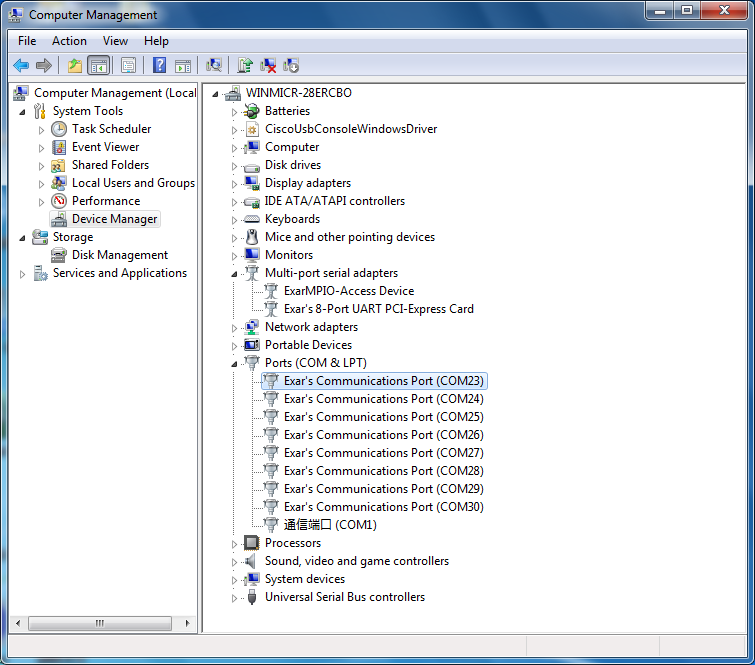 Computer Management
File Action View Help
Computer Management (Local
System Tools
Task Scheduler
Event Viewer
Shared Folders
Local Users and Groups
Performance
Device Manager
Storage
Disk Management
Services and Applications
WINMICR-28ERCBO
Batteries
CiscoUsbConsoleWindowsDriver
Computer
Disk drives
Display adapters
IDE ATA/ATAPI controllers
Keyboards
Mice and other pointing devices
Monitors
Multi-port serial adapters
ExarMPIO-Access Device
Exar's 8-Port UART PCI-Express Card
Network adapters
Portable Devices
Ports (COM & LPT)
Exar's Communications Port (COM23)
Exar's Communications Port (COM24)
Exar's Communications Port (COM25)
Exar's Communications Port (COM26)
Exar's Communications Port (COM27)
Exar's Communications Port (COM28)
Exar's Communications Port (COM29)
Exar's Communications Port (COM30)
通信端口 (COM1)
Processors
Sound, video and game controllers
System devices
Universal Serial Bus controllers